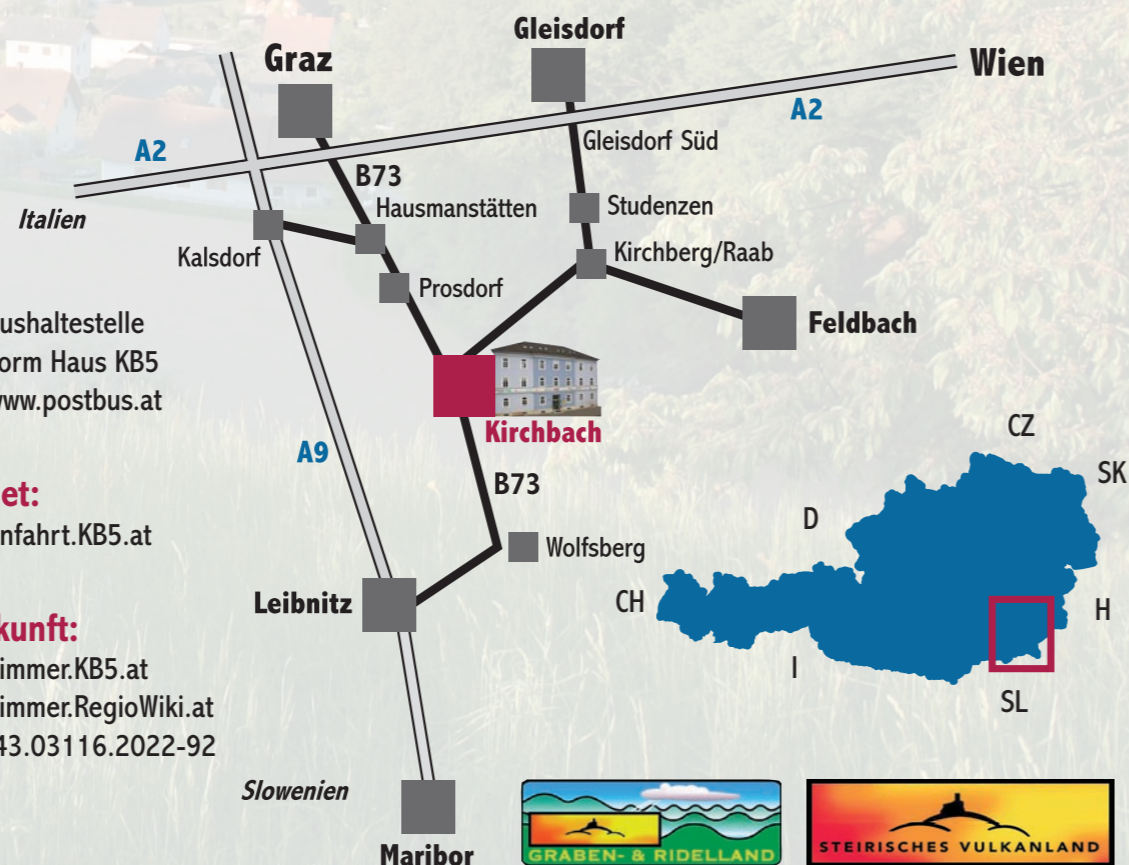 Gleisdorf
Graz
Wien
A2
A2
Gleisdorf Süd
B73
Hausmanstätten
Studenzen
Italien
Kalsdorf
Kirchberg/Raab
Prosdorf
Feldbach
ushaltestelle
orm Haus KB5
www.postbus.at
Kirchbach
A9
B73
et:
nfahrt.KB5.at
Wolfsberg
Leibnitz
kunft:
immer.KB5.at
immer.RegioWiki.at
43.03116.2022-92
Slowenien
Maribor
CZ
SK
D
CH
H
I
SL
GRABEN- & RIDELLAND
STEIRISCHES VULKANLAND